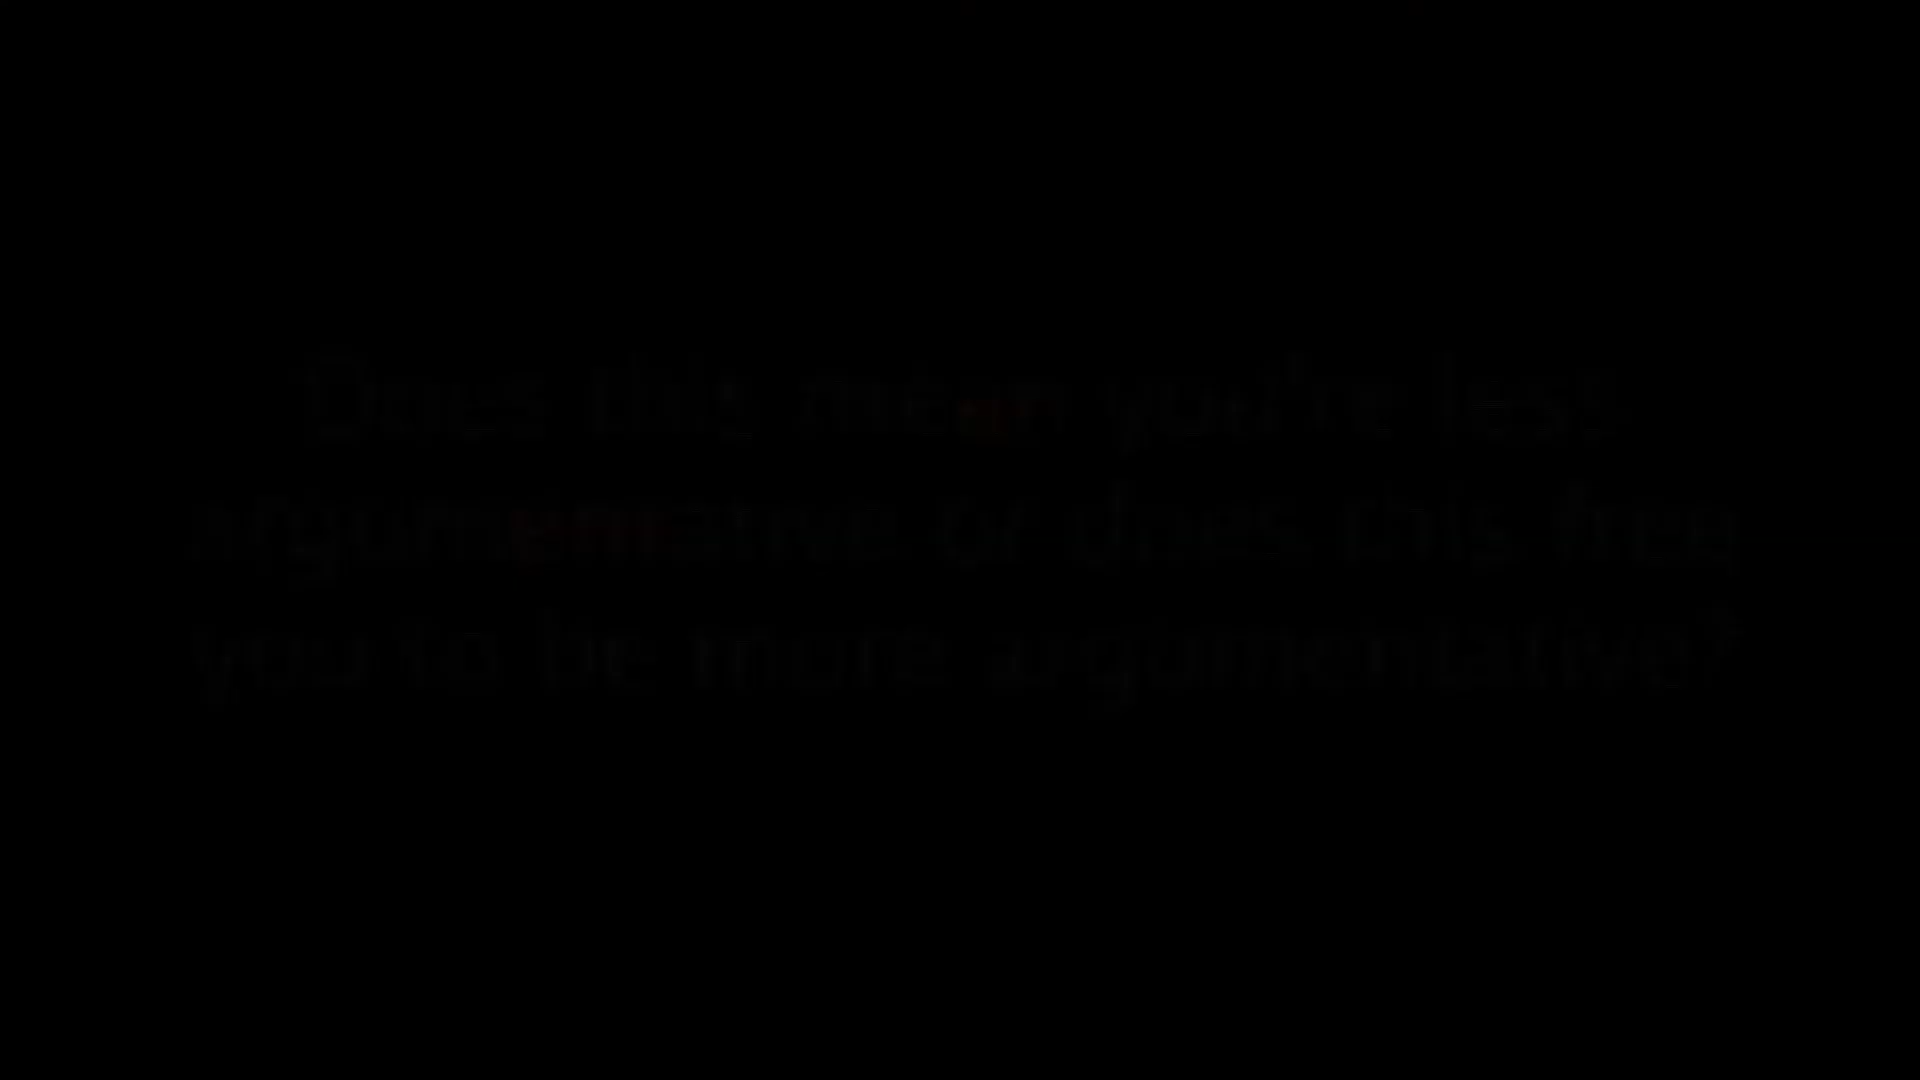 Does this mean you're less
argumentative or does this free
you to be more argumentative?